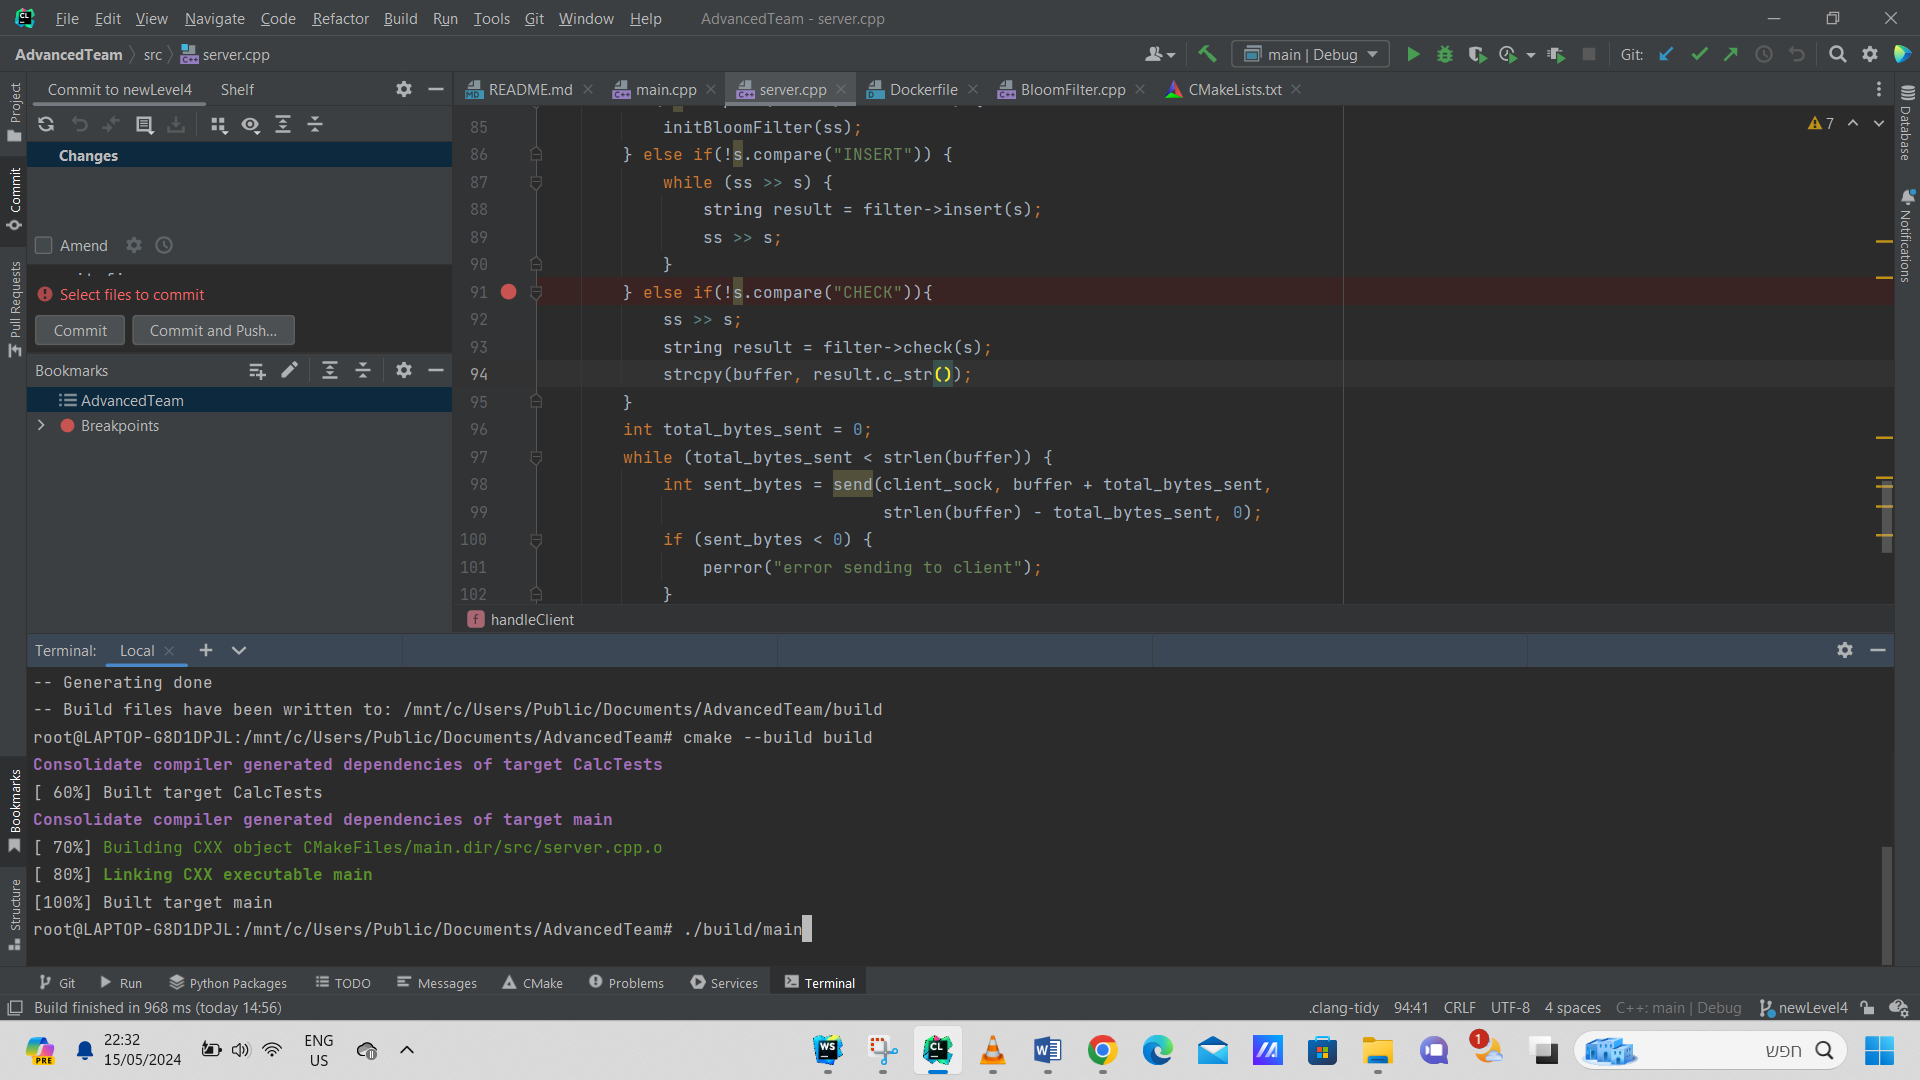 File Edit View Navigate Code Refactor Build Run Tools Git Window Help AdvancedTeam - server.cpp
AdvancedTeam src server.cpp main | Debug Git:
Commit to newLevel4 Shelf
README.md main.cpp server.cpp Dockerfile BloomFilter.cpp CMakeLists.txt
Project
Commit
Pull Requests
Bookmarks
Structure
Database
Notifications
Changes
Amend
Select files to commit
Commit Commit and Push...
Bookmarks
AdvancedTeam
Breakpoints
7
85 initBloomFilter(ss);
86 } else if(!s.compare("INSERT")) {
87 while (ss >> s) {
88 string result = filter->insert(s);
89 ss >> s;
90 }
91 } else if(!s.compare("CHECK")){
92 ss >> s;
93 string result = filter->check(s);
94 strcpy(buffer, result.c_str());
95 }
96 int total_bytes_sent = 0;
97 while (total_bytes_sent < strlen(buffer)) {
98 int sent_bytes = send(client_sock, buffer + total_bytes_sent,
99 strlen(buffer) - total_bytes_sent, 0);
100 if (sent_bytes < 0) {
101 perror("error sending to client");
102 }
f handleClient
Terminal: Local
-- Generating done
-- Build files have been written to: /mnt/c/Users/Public/Documents/AdvancedTeam/build
root@LAPTOP-G8D1DPJL:/mnt/c/Users/Public/Documents/AdvancedTeam# cmake --build build
Consolidate compiler generated dependencies of target CalcTests
[ 60%] Built target CalcTests
Consolidate compiler generated dependencies of target main
[ 70%] Building CXX object CMakeFiles/main.dir/src/server.cpp.o
[ 80%] Linking CXX executable main
[100%] Built target main
root@LAPTOP-G8D1DPJL:/mnt/c/Users/Public/Documents/AdvancedTeam# ./build/main
Git Run Python Packages TODO Messages CMake Problems Services Terminal
Build finished in 968 ms (today 14:56) .clang-tidy 94:41 CRLF UTF-8 4 spaces C++: main | Debug newLevel4
PRE
22:32
15/05/2024
ENG
US
WS
CL
1
חפש